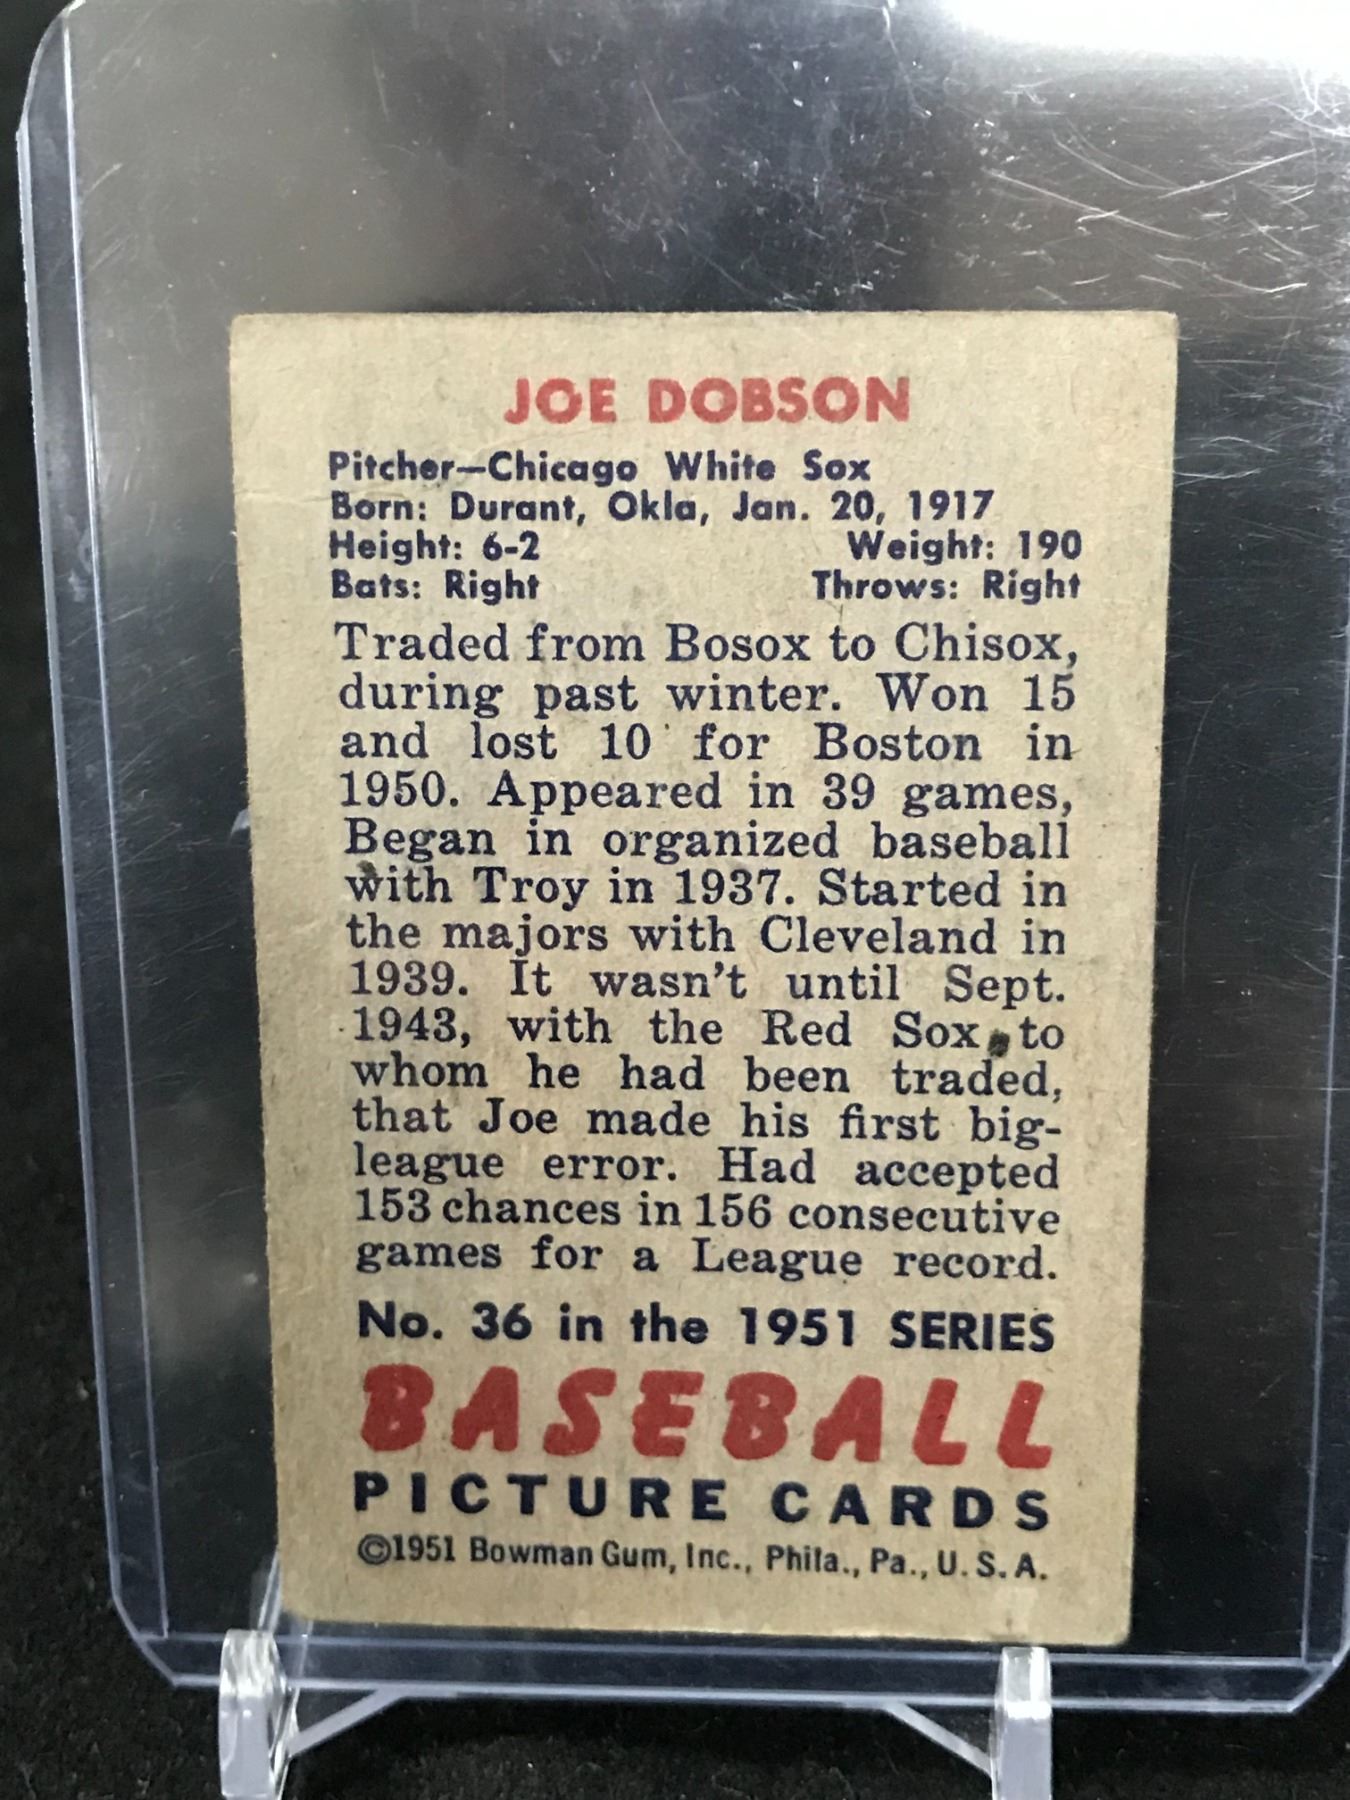 JOE DOBSON
Pitcher—Chicago White Sox
Born: Durant, Okla, Jan. 20, 1917
Height: 6-2 Weight: 190
Bats: Right Throws: Right
Traded from Bosox to Chisox,
during past winter. Won 15
and lost 10 for Boston in
1950. Appeared in 39 games,
Began in organized baseball
with Troy in 1937. Started in
the majors with Cleveland in
1939. It wasn't until Sept.
1943, with the Red Sox, to
whom he had been traded,
that Joe made his first big-
league error. Had accepted
153 chances in 156 consecutive
games for a League record.
No. 36 in the 1951 SERIES
BASEBALL
PICTURE CARDS
©1951 Bowman Gum, Inc., Phila., Pa., U. S. A.